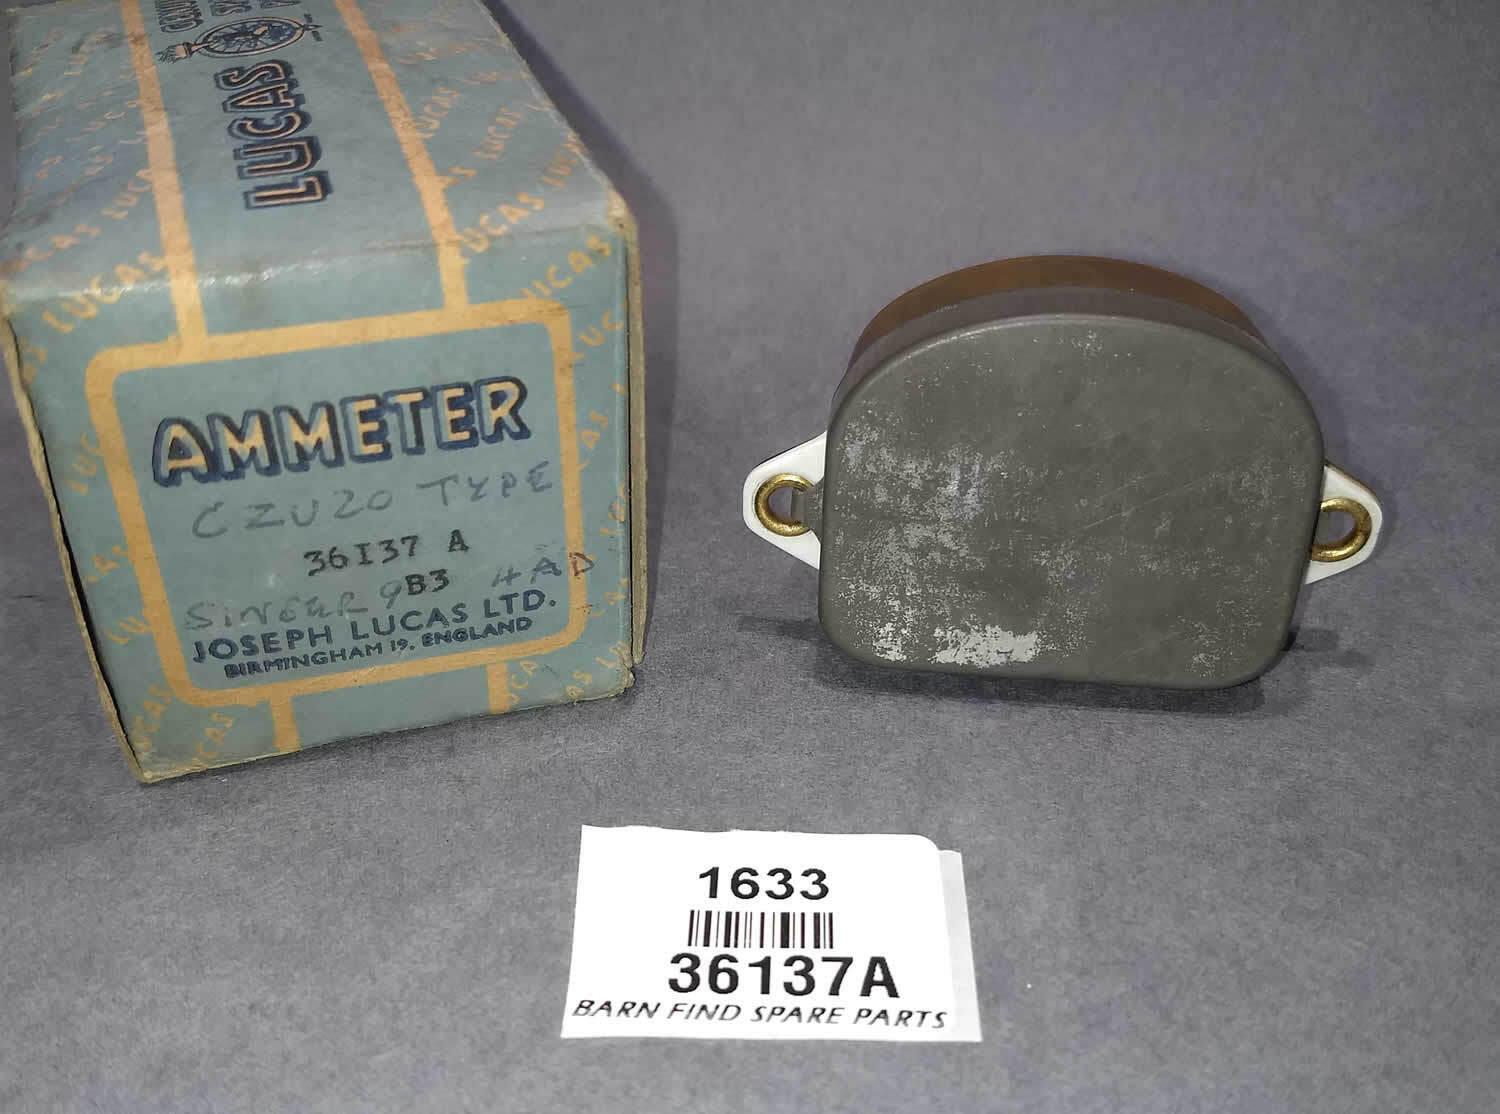 LUCAS
AMMETER
CZU20 TYPE
36137 A
SINGER 9B3 4AD
JOSEPH LUCAS LTD.
BIRMINGHAM 19, ENGLAND
1633
36137A
BARN FIND SPARE PARTS